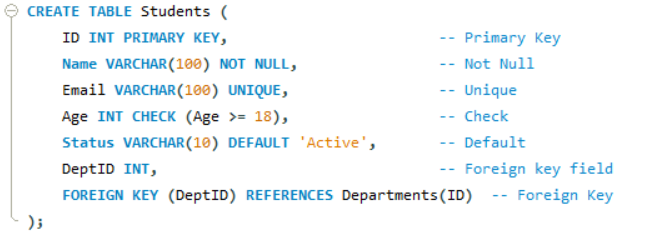 CREATE TABLE Students (
    ID INT PRIMARY KEY,                          -- Primary Key
    Name VARCHAR(100) NOT NULL,                  -- Not Null
    Email VARCHAR(100) UNIQUE,                   -- Unique
    Age INT CHECK (Age >= 18),                   -- Check
    Status VARCHAR(10) DEFAULT 'Active',         -- Default
    DeptID INT,                                  -- Foreign key field
    FOREIGN KEY (DeptID) REFERENCES Departments(ID)  -- Foreign Key
);